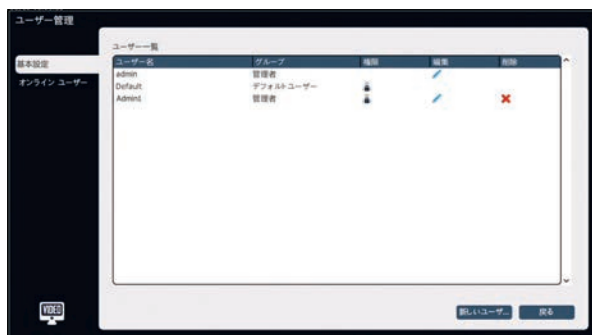 ユーザー管理
ユーザー一覧
基本設定
オンライン ユーザー
ユーザー名 グループ 権限 編集 削除
admin 管理者
Default デフォルトユーザー
Admin1 管理者
VIDEO
新しいユーザ... 戻る